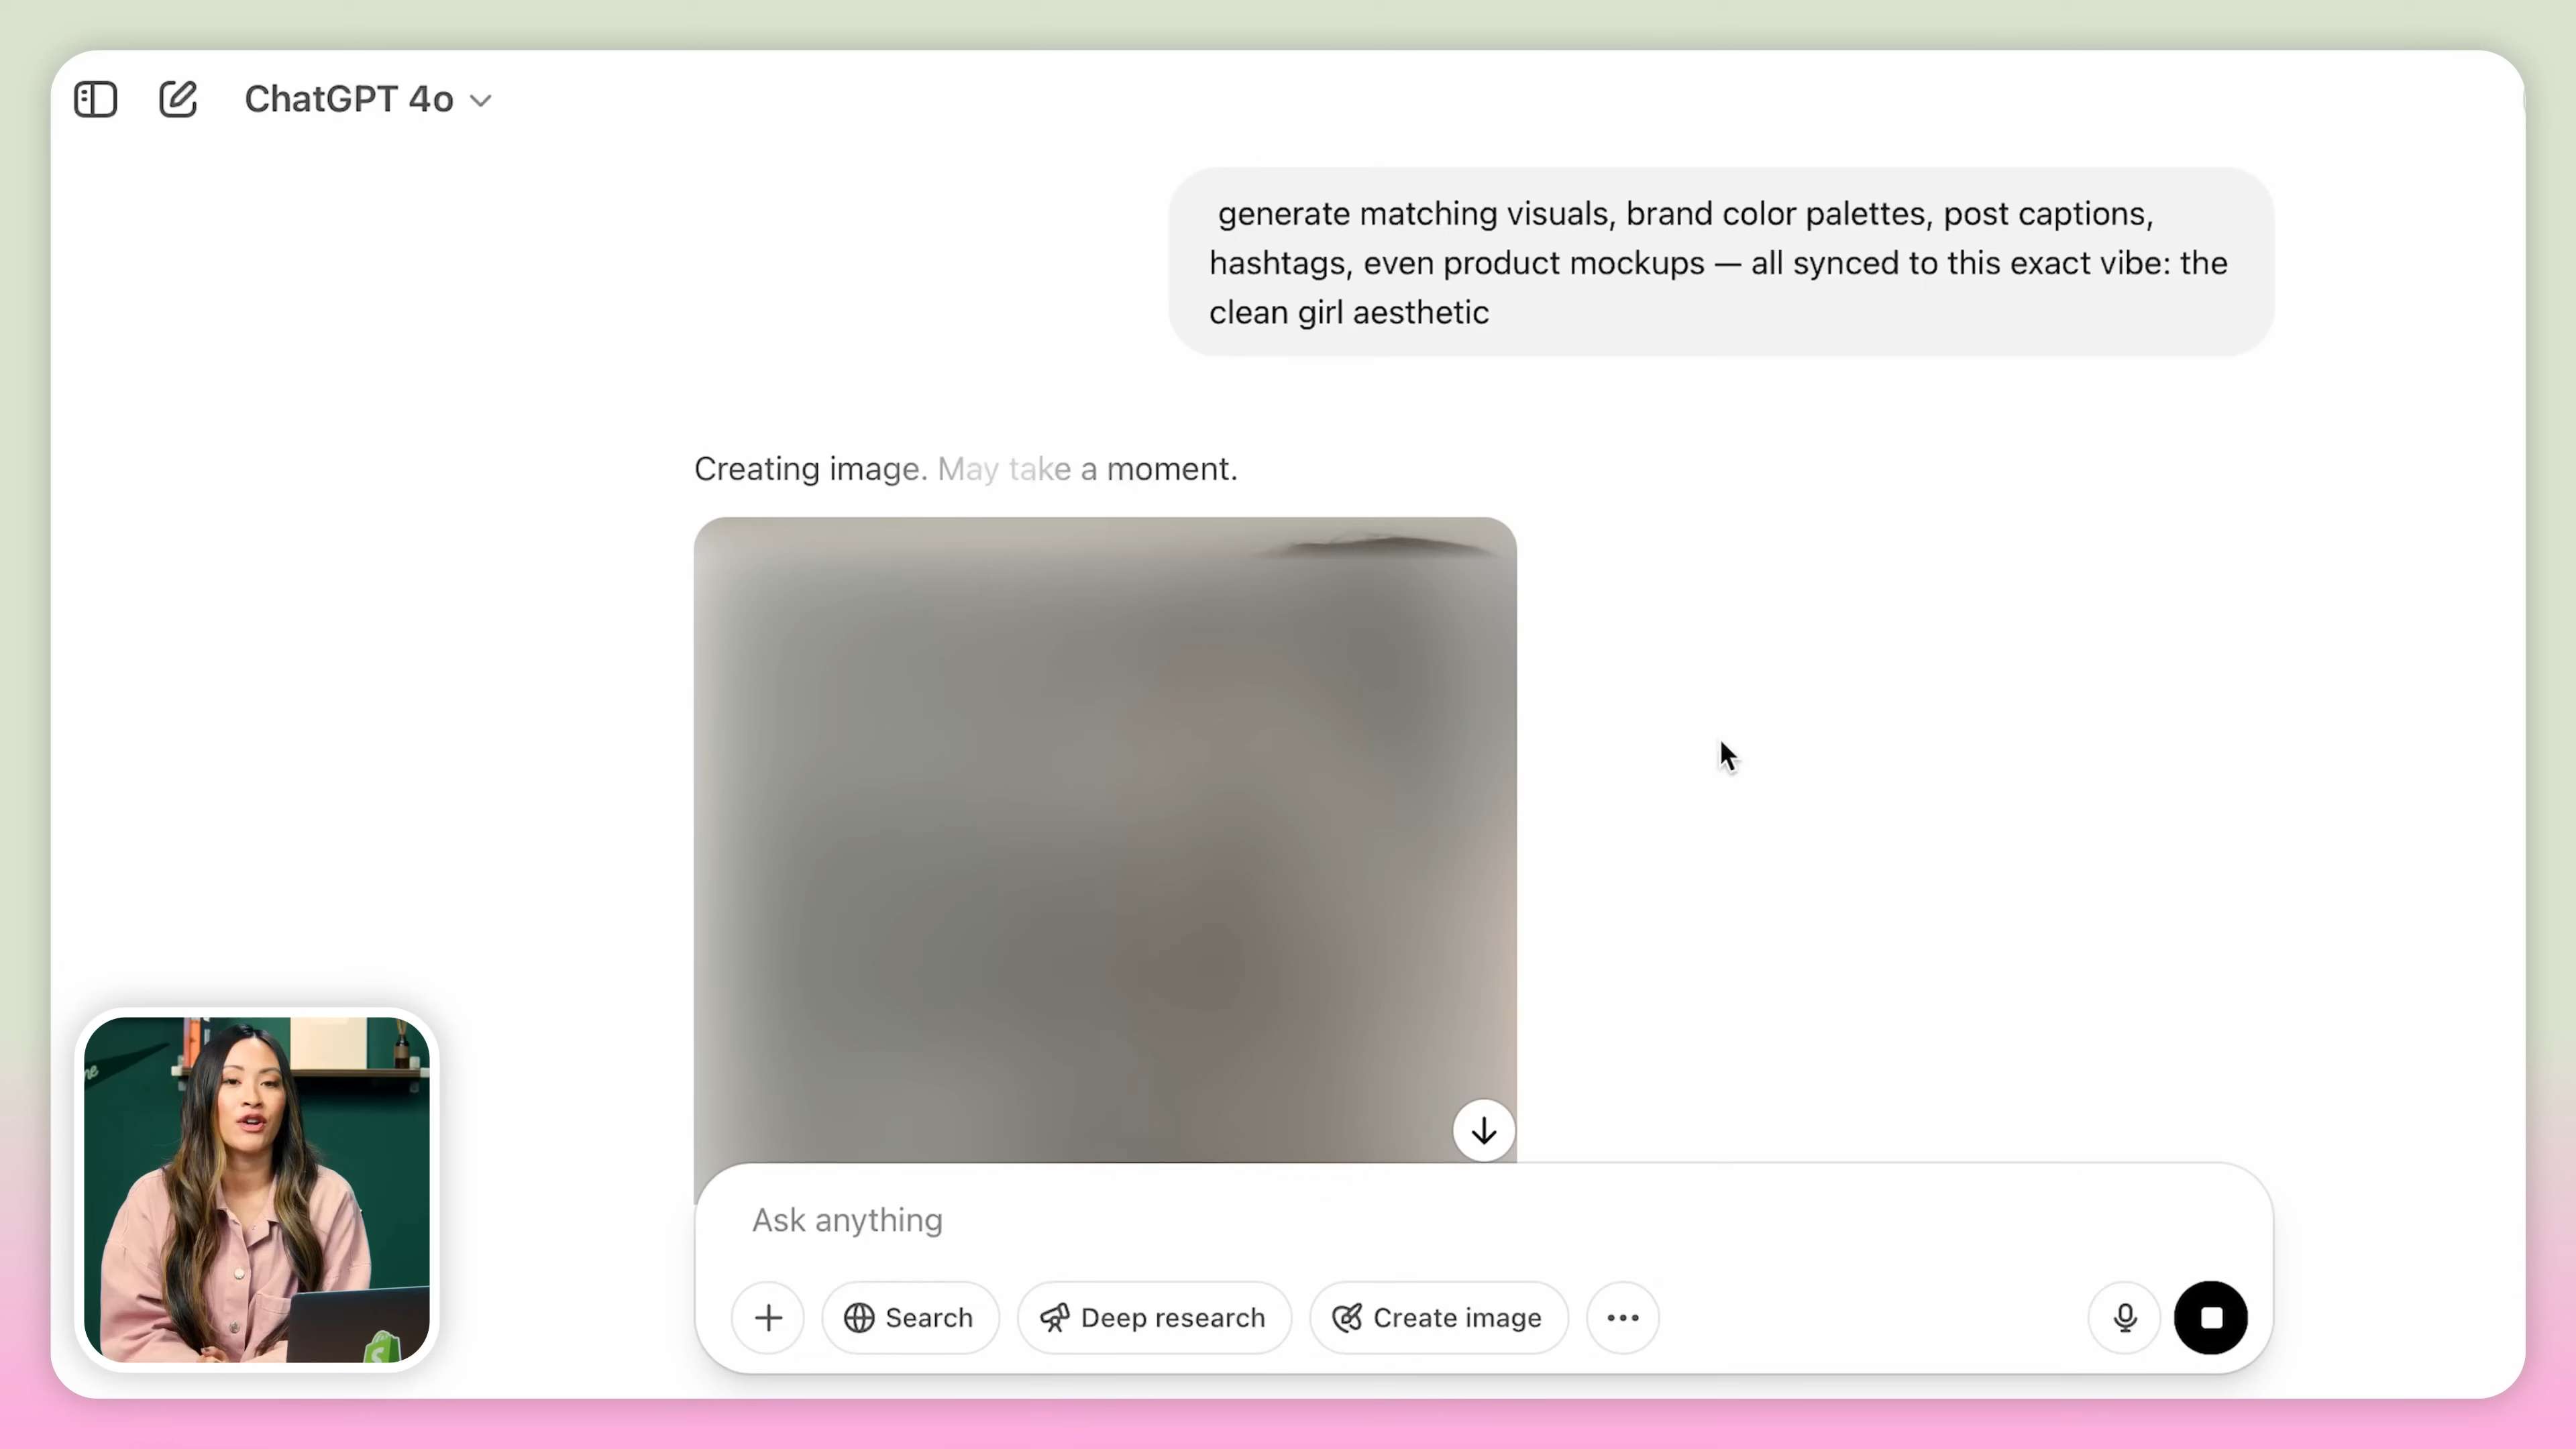 ChatGPT 4o
generate matching visuals, brand color palettes, post captions,
hashtags, even product mockups — all synced to this exact vibe: the
clean girl aesthetic
Creating image. May take a moment.
Ask anything
Search
Deep research
Create image